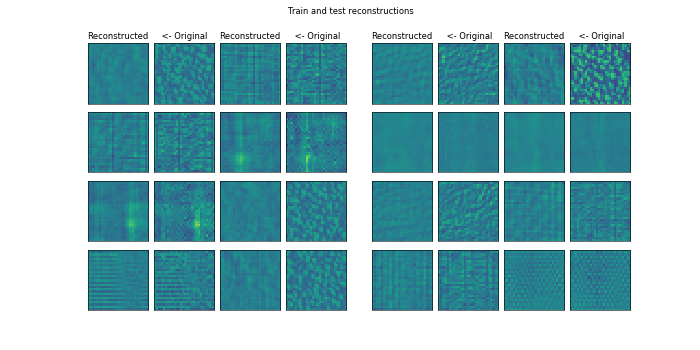 Train and test reconstructions
Reconstructed <- Original Reconstructed <- Original Reconstructed <- Original Reconstructed <- Original